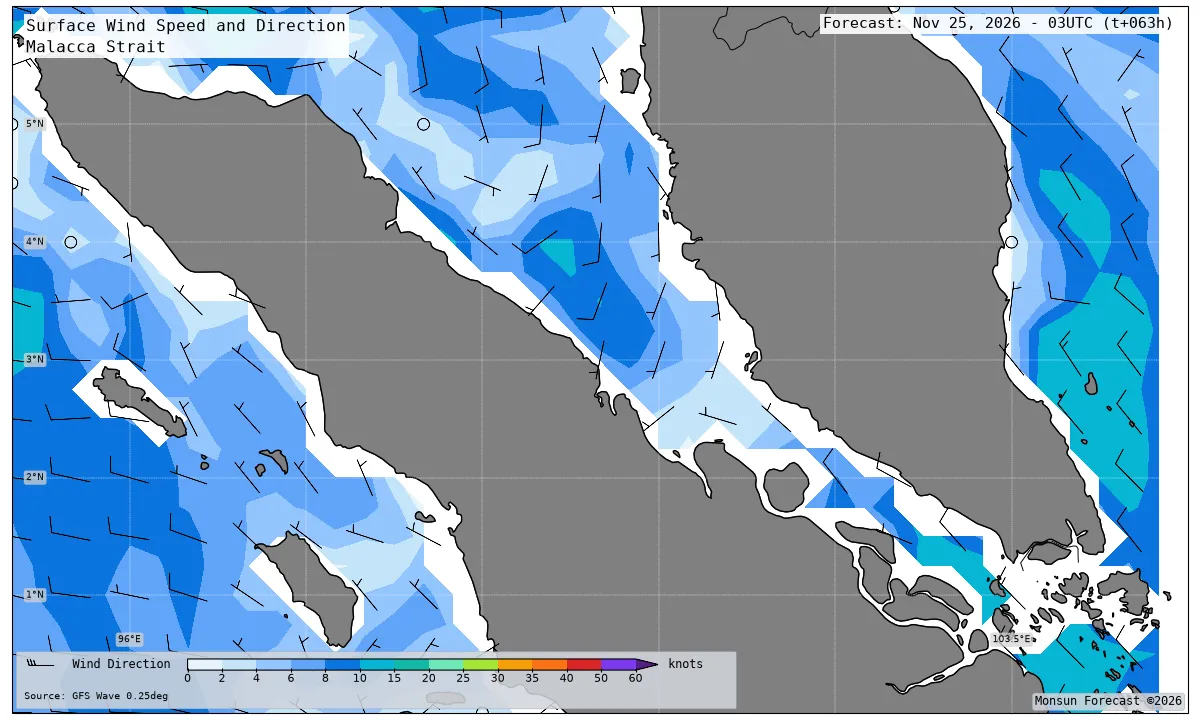 Surface Wind Speed and Direction
Malacca Strait
Forecast: Nov 25, 2026 - 03UTC (t+063h)
5°N
4°N
3°N
2°N
1°N
96°E
103.5°E
Wind Direction
knots
0 2 4 6 8 10 15 20 25 30 35 40 50 60
Source: GFS Wave 0.25deg
Monsun Forecast ©2026